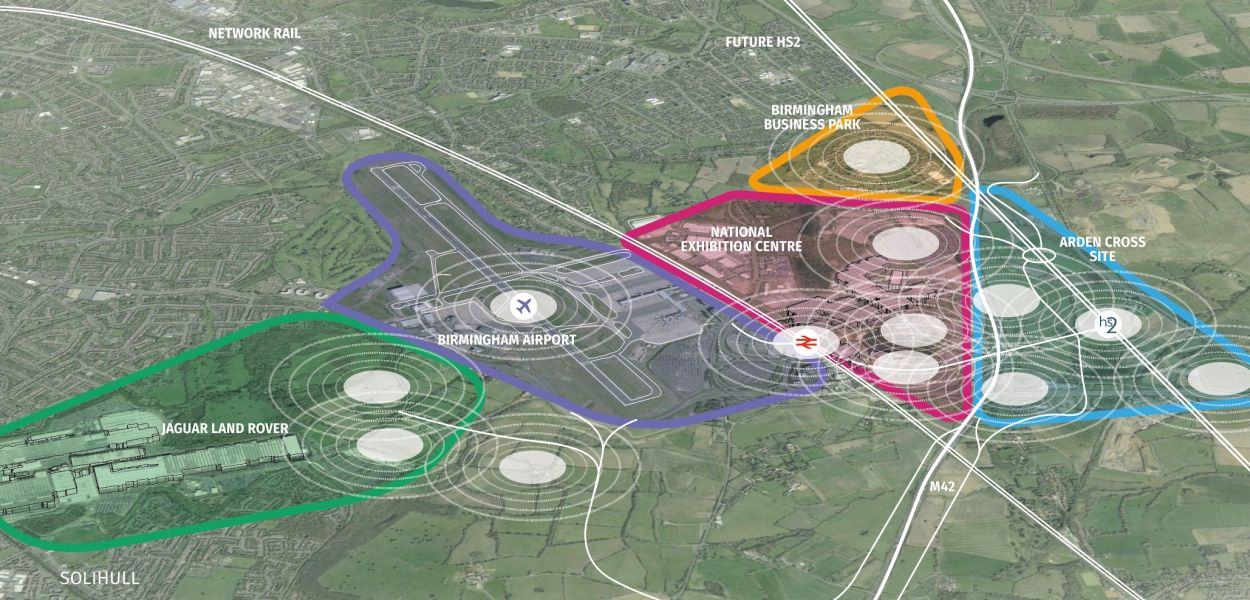 NETWORK RAIL
FUTURE HS2
BIRMINGHAM
BUSINESS PARK
NATIONAL
EXHIBITION CENTRE
ARDEN CROSS
SITE
hs2
BIRMINGHAM AIRPORT
JAGUAR LAND ROVER
M42
SOLIHULL